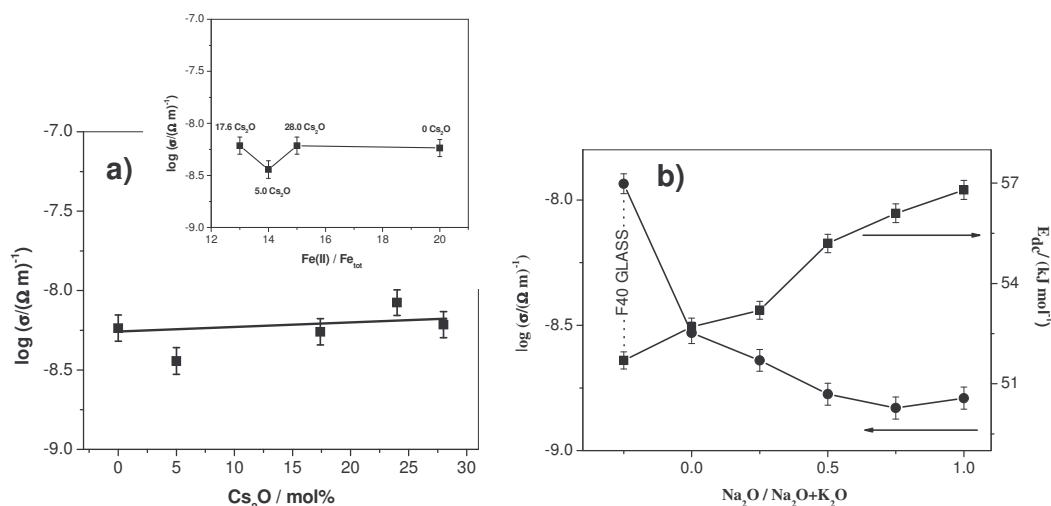 -7.0
-7.5
-8.0
-8.5
-9.0
log (σ/(Ω m)⁻¹)
17.6 Cs₂O
28.0 Cs₂O
0 Cs₂O
5.0 Cs₂O
12 14 16 18 20
Fe(II) / Fe_tot
a)
-7.0
-7.5
-8.0
-8.5
-9.0
log (σ/(Ω m)⁻¹)
0 5 10 15 20 25 30
Cs₂O / mol%
b)
-8.0
-8.5
-9.0
log (σ/(Ω m)⁻¹)
F40 GLASS
57
54
51
E_dc/ (kJ mol⁻¹)
0.0 0.5 1.0
Na₂O / Na₂O+K₂O